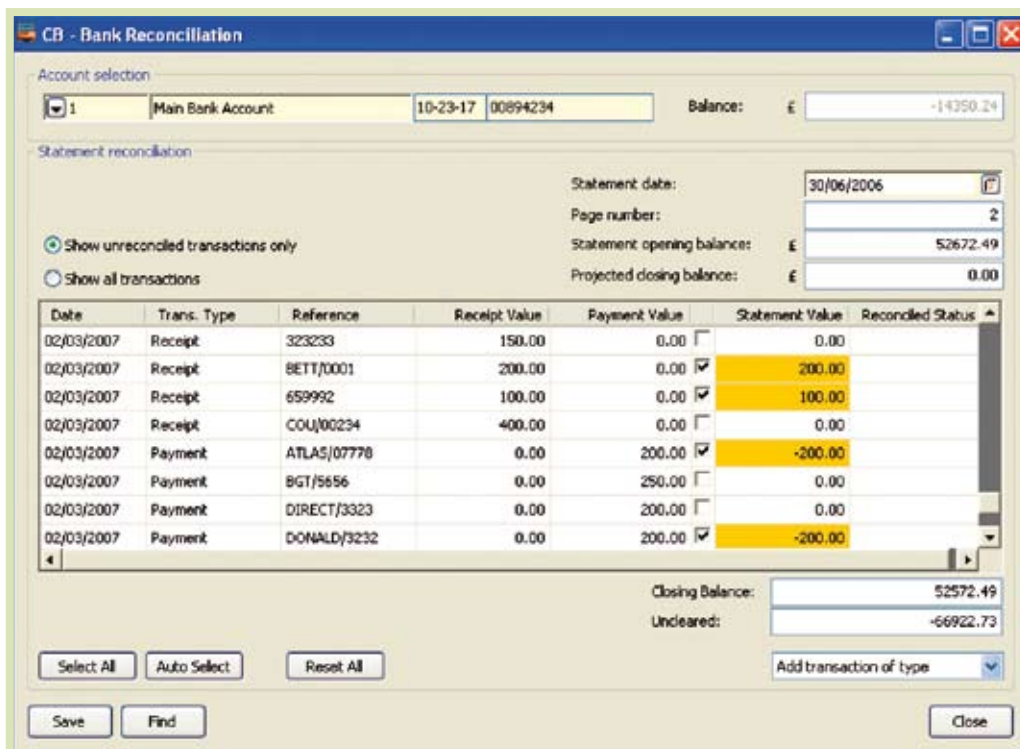 CB - Bank Reconciliation
Account selection
1 Main Bank Account 10-23-17 00894234 Balance: £ -14350.24
Statement reconciliation
Statement date: 30/06/2006
Page number: 2
Show unreconciled transactions only Statement opening balance: £ 52672.49
Show all transactions Projected closing balance: £ 0.00
Date Trans. Type Reference Receipt Value Payment Value Statement Value Reconciled Status
02/03/2007 Receipt 323233 150.00 0.00 0.00
02/03/2007 Receipt BETT/0001 200.00 0.00 200.00
02/03/2007 Receipt 659992 100.00 0.00 100.00
02/03/2007 Receipt COU/00234 400.00 0.00 0.00
02/03/2007 Payment ATLAS/07778 0.00 200.00 -200.00
02/03/2007 Payment BGT/5656 0.00 250.00 0.00
02/03/2007 Payment DIRECT/3323 0.00 200.00 0.00
02/03/2007 Payment DONALD/3232 0.00 200.00 -200.00
Closing Balance: 52572.49
Uncleared: -66922.73
Select All Auto Select Reset All Add transaction of type
Save Find Close